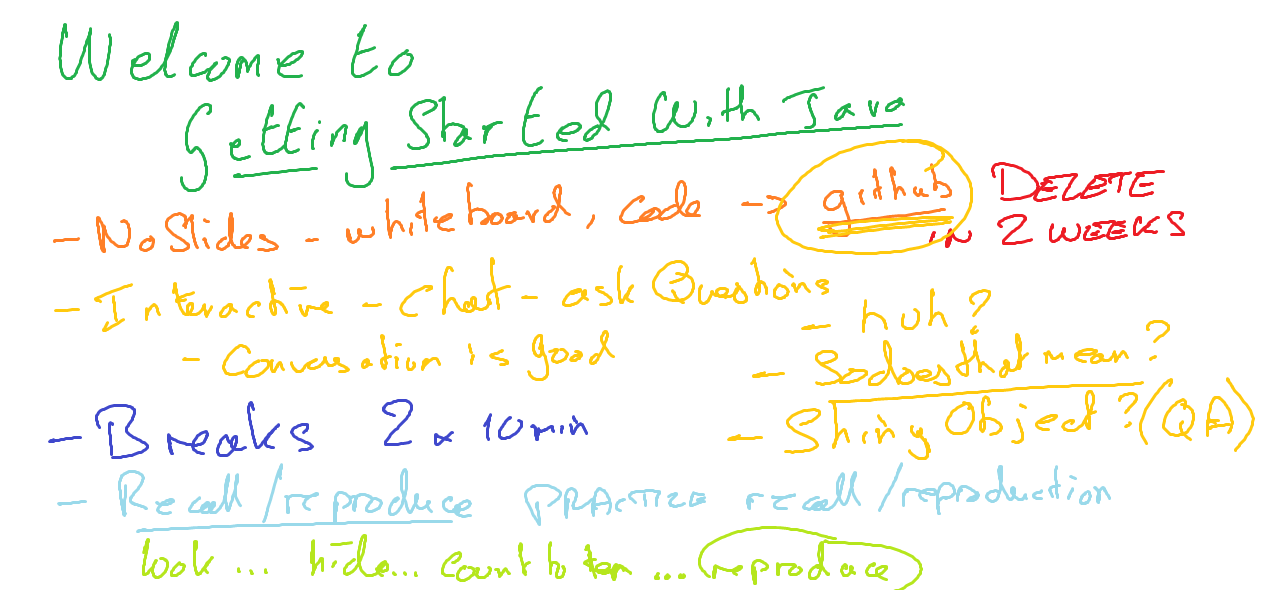 Welcome to
Getting Started With Java
- No Slides - whiteboard, code -> github DELETE
IN 2 WEEKS
- Interactive - Chat - ask Questions
- huh?
- Conversation is good
- So does that mean?
- Breaks 2 x 10 min
- Shiny Object? (QA)
- Recall/reproduce PRACTIZE recall/reproduction
look... hide... count to ten ... reproduce